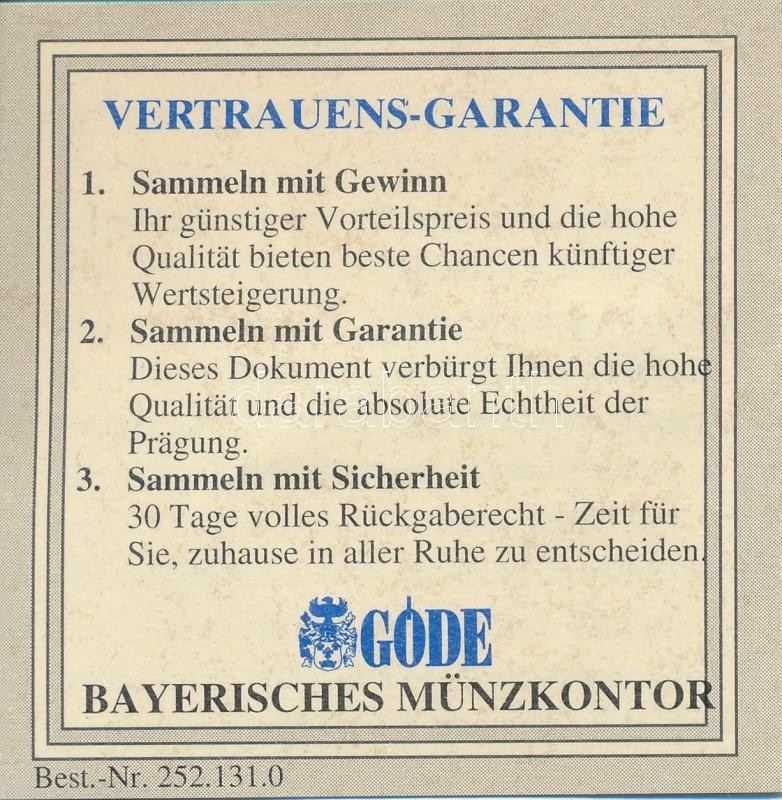 VERTRAUENS-GARANTIE
1. Sammeln mit Gewinn
Ihr günstiger Vorteilspreis und die hohe
Qualität bieten beste Chancen künftiger
Wertsteigerung.
2. Sammeln mit Garantie
Dieses Dokument verbürgt Ihnen die hohe
Qualität und die absolute Echtheit der
Prägung.
3. Sammeln mit Sicherheit
30 Tage volles Rückgaberecht - Zeit für
Sie, zuhause in aller Ruhe zu entscheiden.
GÖDE
BAYERISCHES MÜNZKONTOR
Best.-Nr. 252.131.0
darabanth